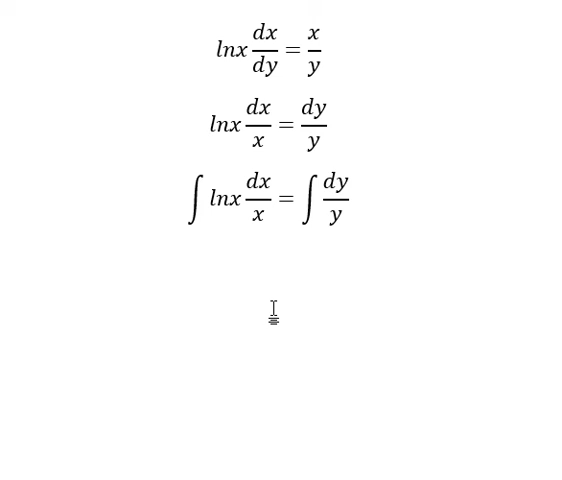 lnx dx/dy = x/y
lnx dx/x = dy/y
∫ lnx dx/x = ∫ dy/y